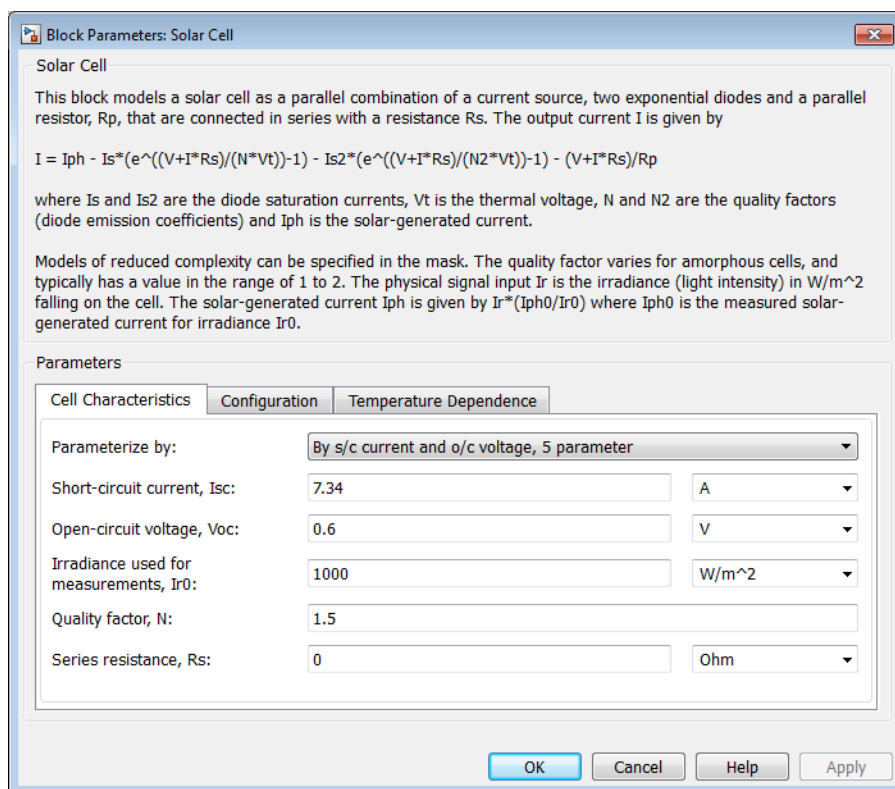 Block Parameters: Solar Cell
Solar Cell
This block models a solar cell as a parallel combination of a current source, two exponential diodes and a parallel
resistor, Rp, that are connected in series with a resistance Rs. The output current I is given by
I = Iph - Is*(e^((V+I*Rs)/(N*Vt))-1) - Is2*(e^((V+I*Rs)/(N2*Vt))-1) - (V+I*Rs)/Rp
where Is and Is2 are the diode saturation currents, Vt is the thermal voltage, N and N2 are the quality factors
(diode emission coefficients) and Iph is the solar-generated current.
Models of reduced complexity can be specified in the mask. The quality factor varies for amorphous cells, and
typically has a value in the range of 1 to 2. The physical signal input Ir is the irradiance (light intensity) in W/m^2
falling on the cell. The solar-generated current Iph is given by Ir*(Iph0/Ir0) where Iph0 is the measured solar-
generated current for irradiance Ir0.
Parameters
Cell Characteristics Configuration Temperature Dependence
Parameterize by: By s/c current and o/c voltage, 5 parameter
Short-circuit current, Isc: 7.34 A
Open-circuit voltage, Voc: 0.6 V
Irradiance used for
measurements, Ir0: 1000 W/m^2
Quality factor, N: 1.5
Series resistance, Rs: 0 Ohm
OK Cancel Help Apply